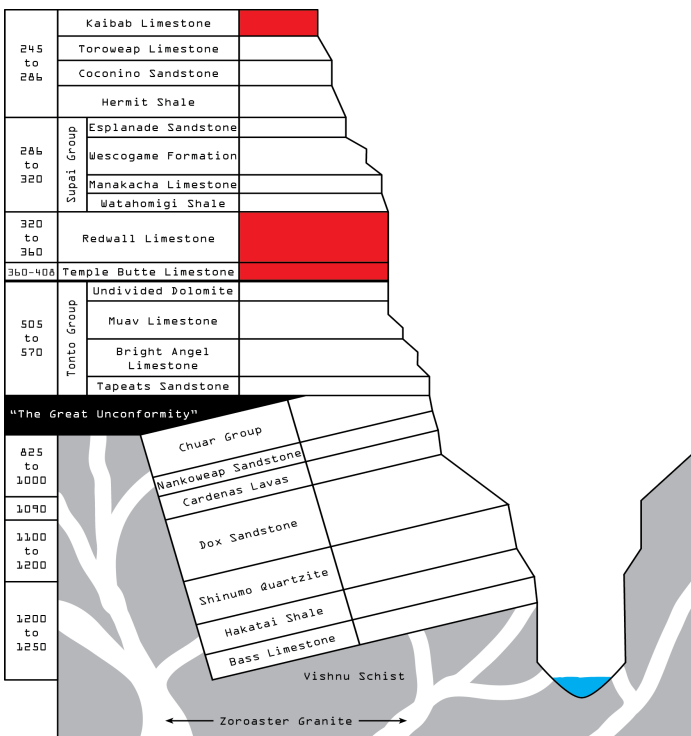 245
to
286
Kaibab Limestone
Toroweap Limestone
Coconino Sandstone
Hermit Shale
286
to
320
Supai Group
Esplanade Sandstone
Wescogame Formation
Manakacha Limestone
Watahomigi Shale
320
to
360
Redwall Limestone
360-408
Temple Butte Limestone
505
to
570
Tonto Group
Undivided Dolomite
Muav Limestone
Bright Angel
Limestone
Tapeats Sandstone
"The Great Unconformity"
825
to
1000
1090
1100
to
1200
1200
to
1250
Chuar Group
Nankoweap Sandstone
Cardenas Lavas
Dox Sandstone
Shinumo Quartzite
Hakatai Shale
Bass Limestone
Vishnu Schist
Zoroaster Granite